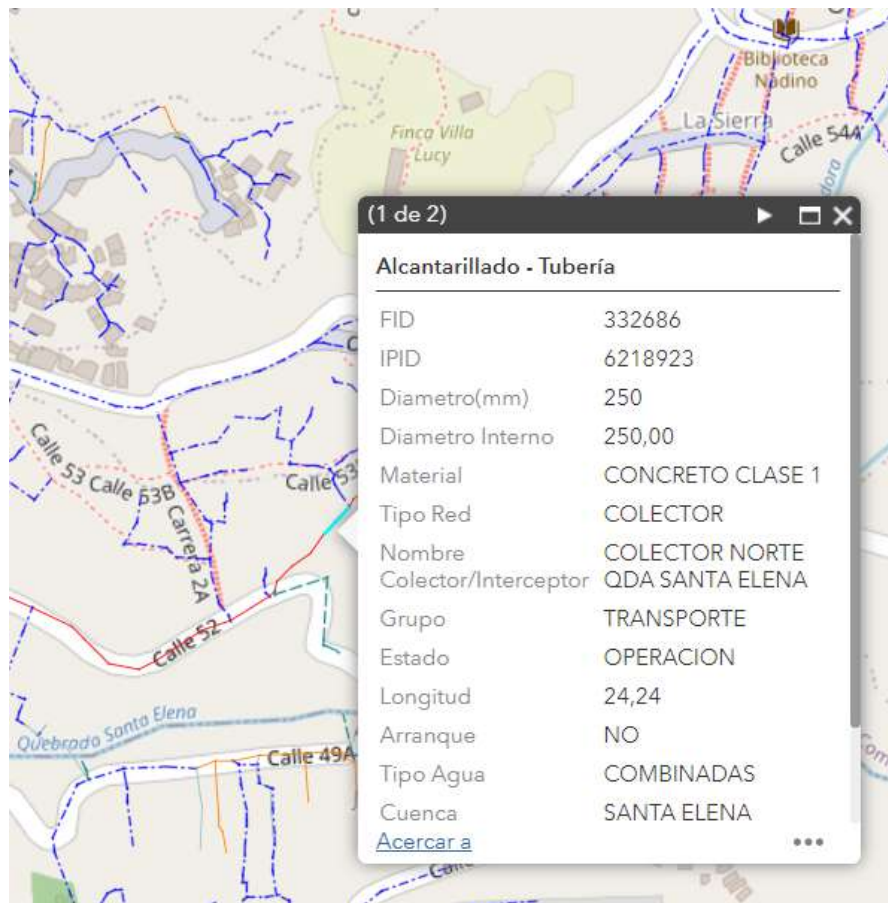 Biblioteca
Nadino
La Sierra
Calle 54A
Finca Villa
Lucy
(1 de 2)
Alcantarillado - Tubería
FID 332686
IPID 6218923
Diametro(mm) 250
Diametro Interno 250,00
Material CONCRETO CLASE 1
Tipo Red COLECTOR
Nombre COLECTOR NORTE
Colector/Interceptor QDA SANTA ELENA
Grupo TRANSPORTE
Estado OPERACION
Longitud 24,24
Arranque NO
Tipo Agua COMBINADAS
Cuenca SANTA ELENA
Acercar a
Calle 53
Calle 53B
Calle 53
Carrera 2A
Calle 52
Quebrada Santa Elena
Calle 49A